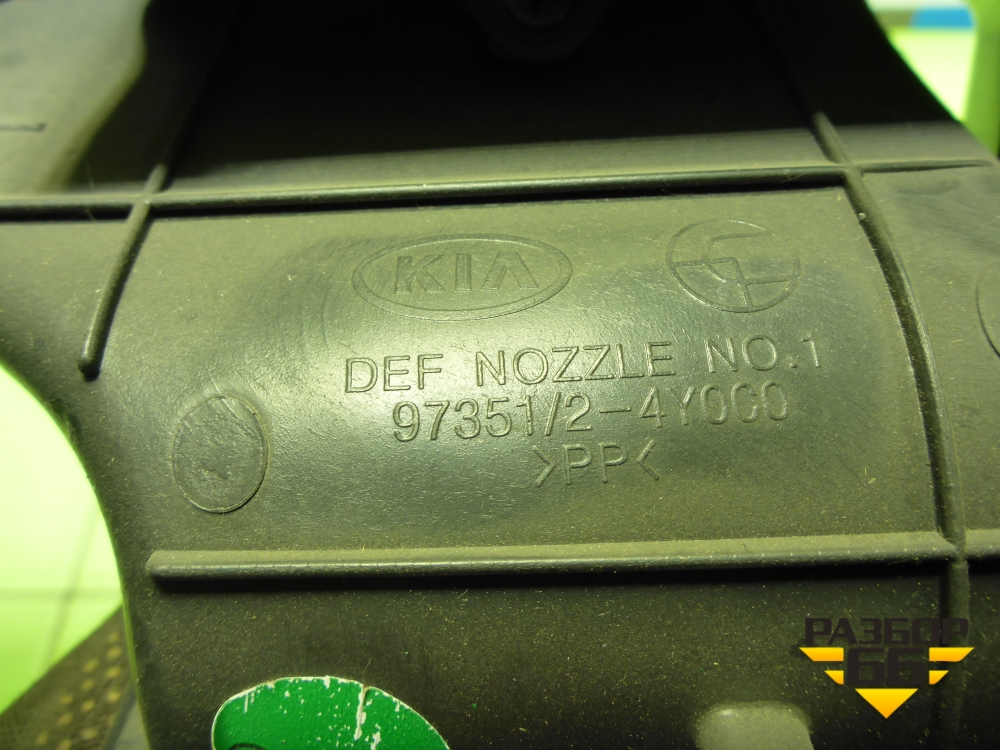 KIA
DEF NOZZLE NO.1
97351/2-4Y000
>PP<
РАЗБОР
66